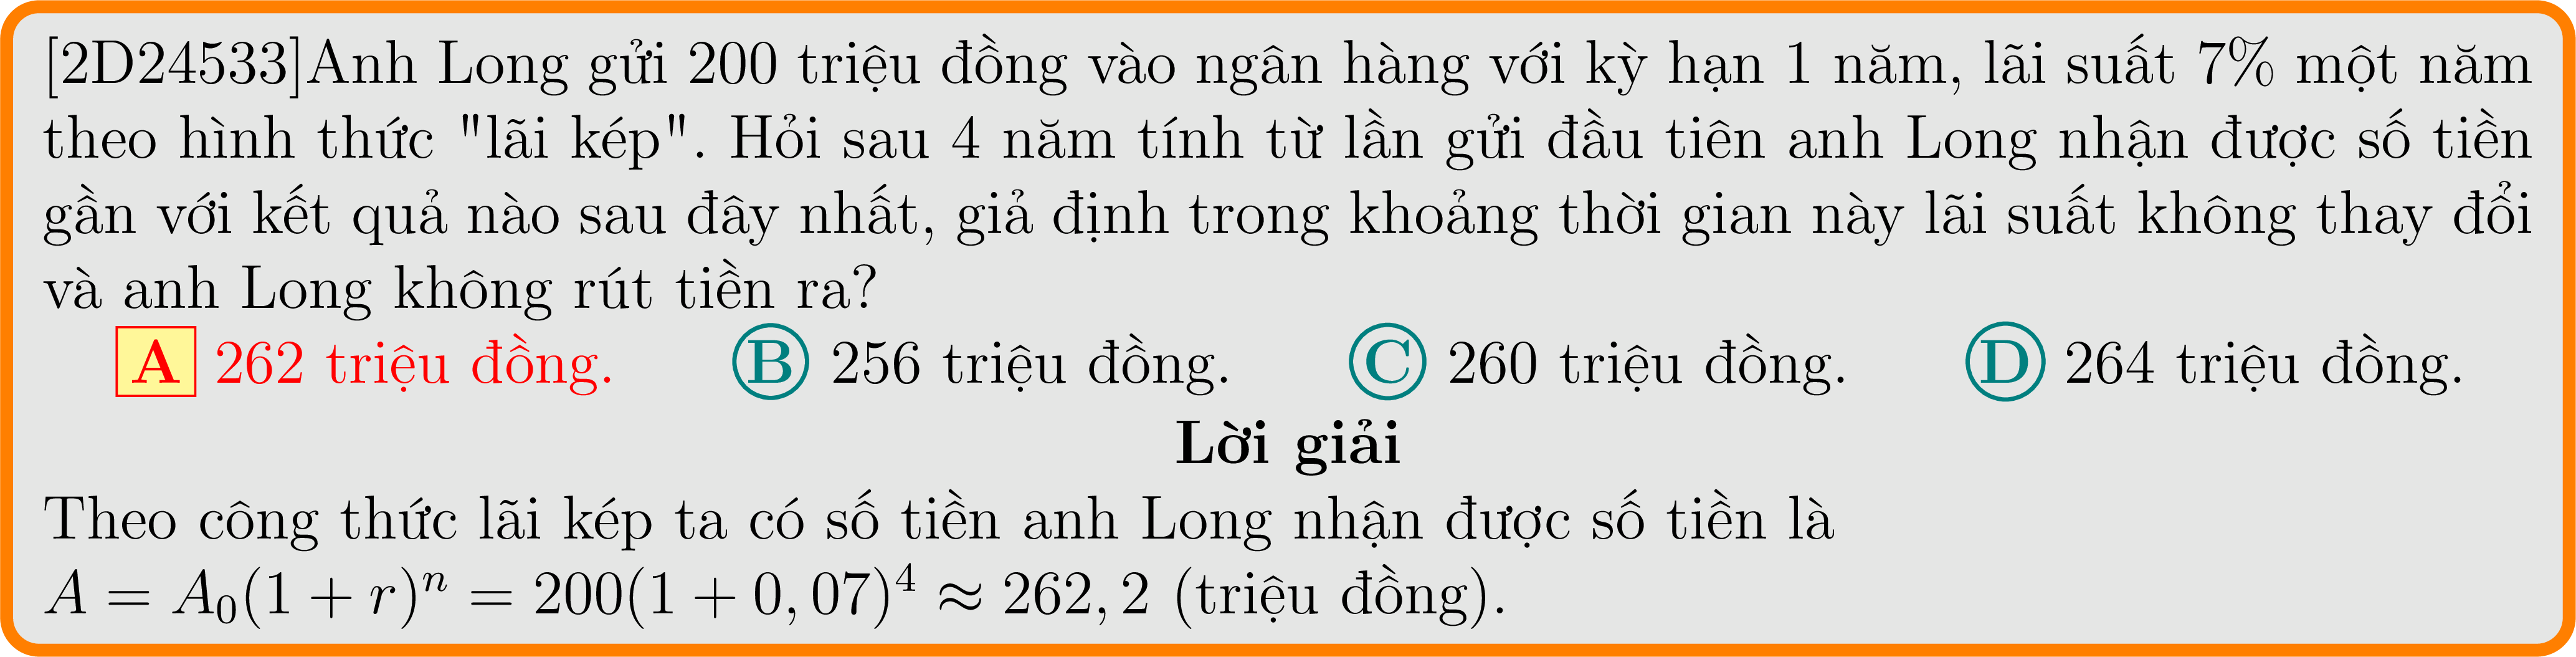 [2D24533]Anh Long gửi 200 triệu đồng vào ngân hàng với kỳ hạn 1 năm, lãi suất 7% một năm
theo hình thức "lãi kép". Hỏi sau 4 năm tính từ lần gửi đầu tiên anh Long nhận được số tiền
gần với kết quả nào sau đây nhất, giả định trong khoảng thời gian này lãi suất không thay đổi
và anh Long không rút tiền ra?
A 262 triệu đồng. B 256 triệu đồng. C 260 triệu đồng. D 264 triệu đồng.
Lời giải
Theo công thức lãi kép ta có số tiền anh Long nhận được số tiền là
$A = A_0(1 + r)^n = 200(1 + 0,07)^4 \approx 262,2$ (triệu đồng).